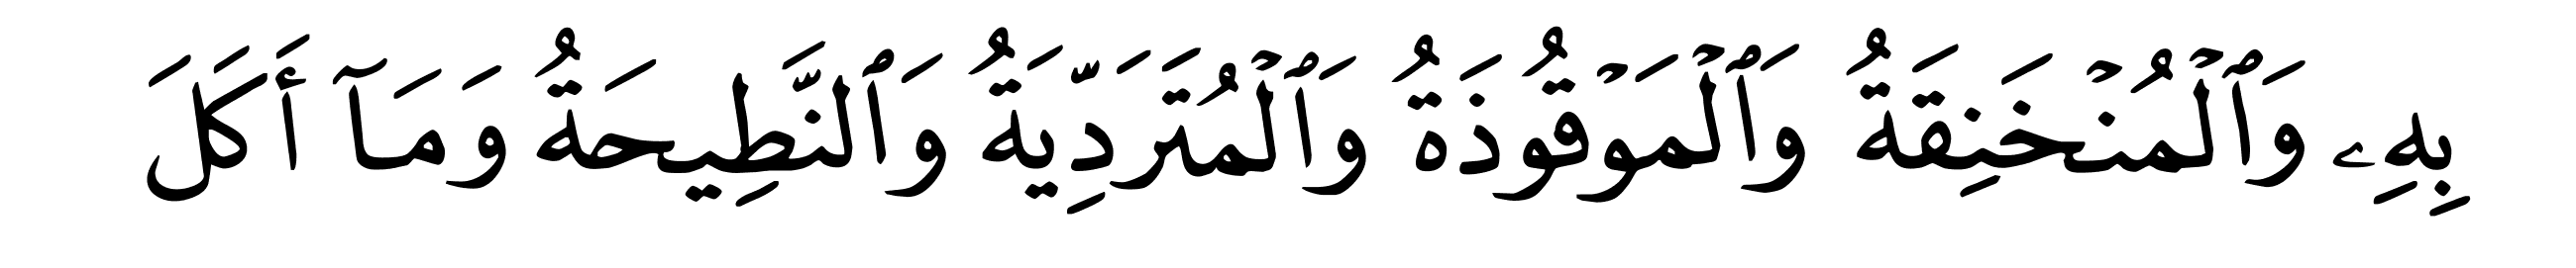 بِهِۦ وَٱلْمُنْخَنِقَةُ وَٱلْمَوْقُوذَةُ وَٱلْمُتَرَدِّيَةُ وَٱلنَّطِيحَةُ وَمَآ أَكَلَ